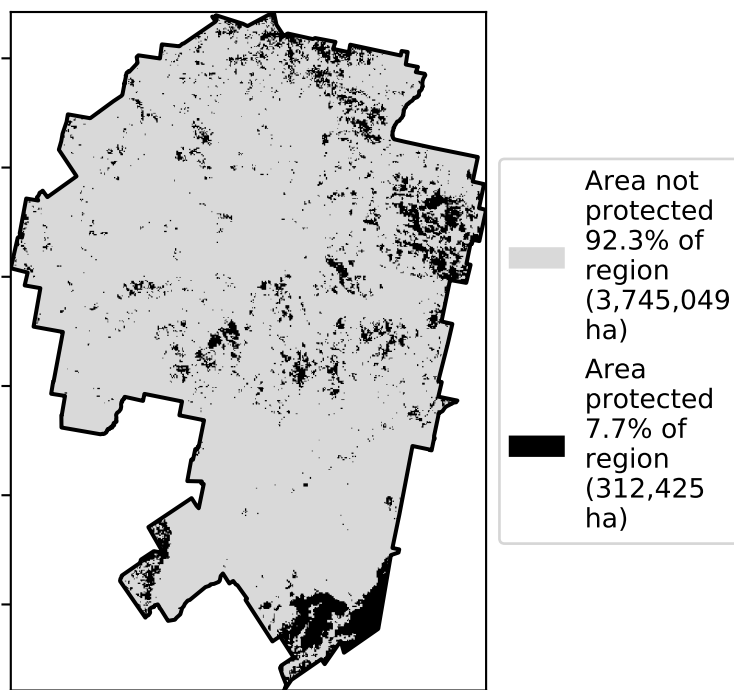 Area not
protected
92.3% of
region
(3,745,049
ha)
Area
protected
7.7% of
region
(312,425
ha)